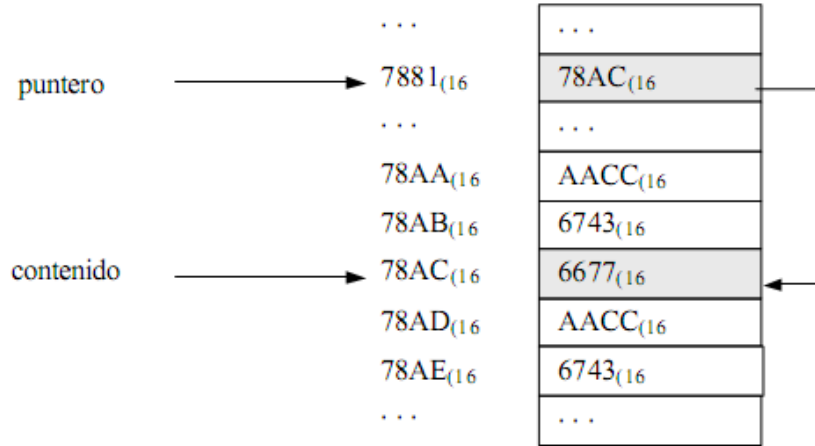 ... ...
puntero 7881(16 78AC(16
... ...
78AA(16 AACC(16
78AB(16 6743(16
contenido 78AC(16 6677(16
78AD(16 AACC(16
78AE(16 6743(16
... ...